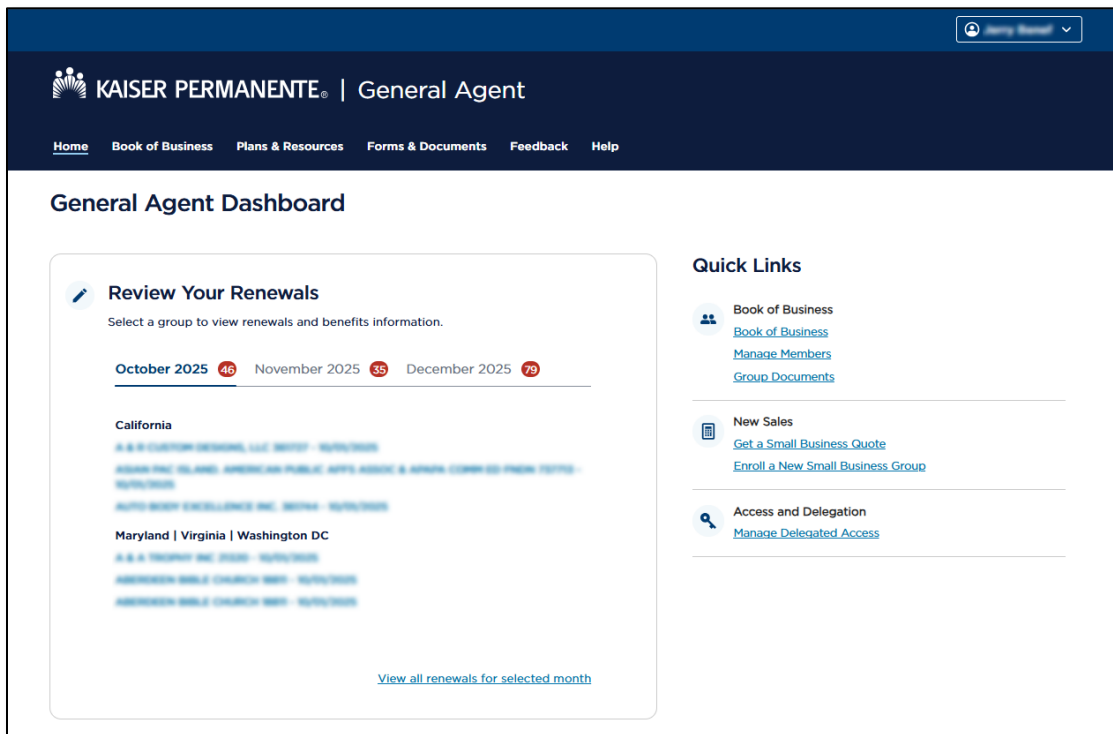 KAISER PERMANENTE® | General Agent
Home Book of Business Plans & Resources Forms & Documents Feedback Help
General Agent Dashboard
Review Your Renewals
Select a group to view renewals and benefits information.
October 2025 46 November 2025 35 December 2025 79
California
Maryland | Virginia | Washington DC
View all renewals for selected month
Quick Links
Book of Business
Book of Business
Manage Members
Group Documents
New Sales
Get a Small Business Quote
Enroll a New Small Business Group
Access and Delegation
Manage Delegated Access